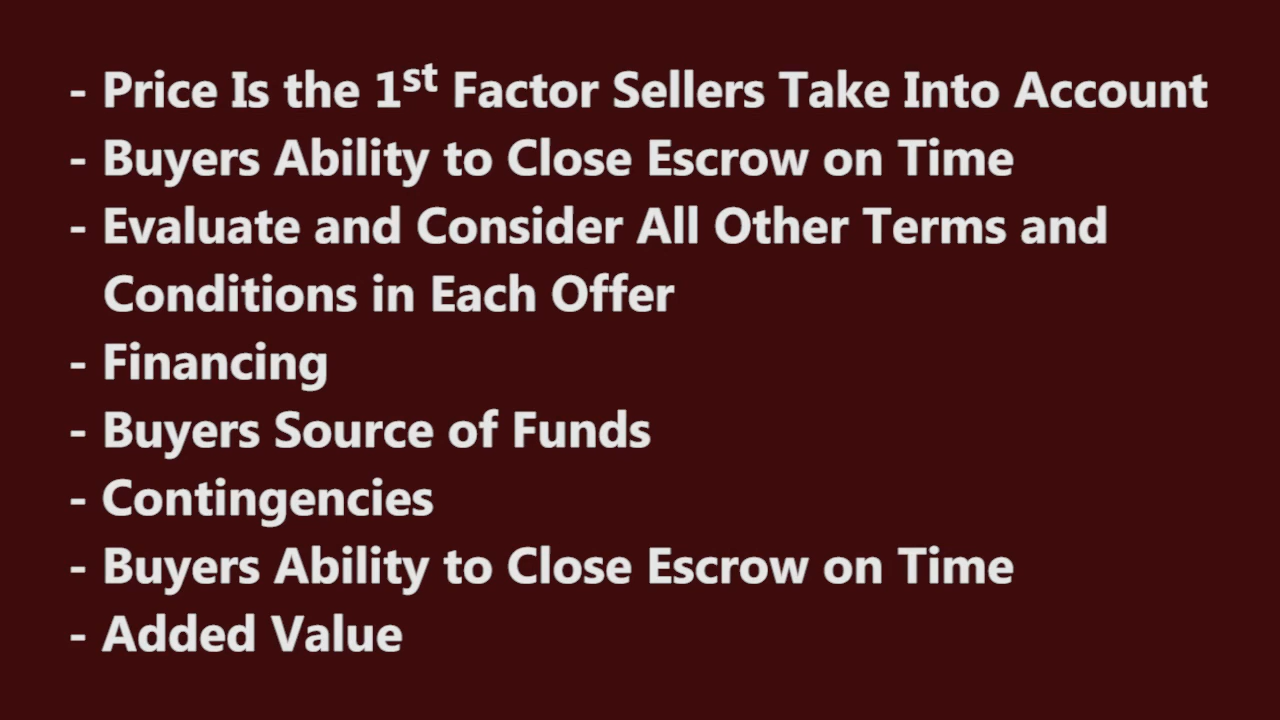 - Price Is the 1st Factor Sellers Take Into Account
- Buyers Ability to Close Escrow on Time
- Evaluate and Consider All Other Terms and
Conditions in Each Offer
- Financing
- Buyers Source of Funds
- Contingencies
- Buyers Ability to Close Escrow on Time
- Added Value